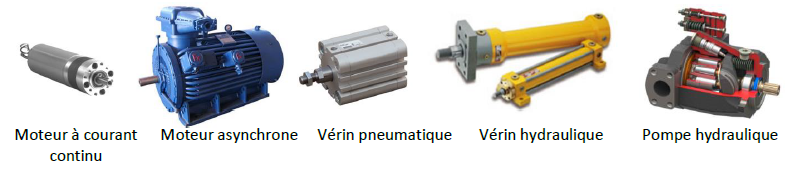 Moteur à courant continu
Moteur asynchrone
Vérin pneumatique
Vérin hydraulique
Pompe hydraulique